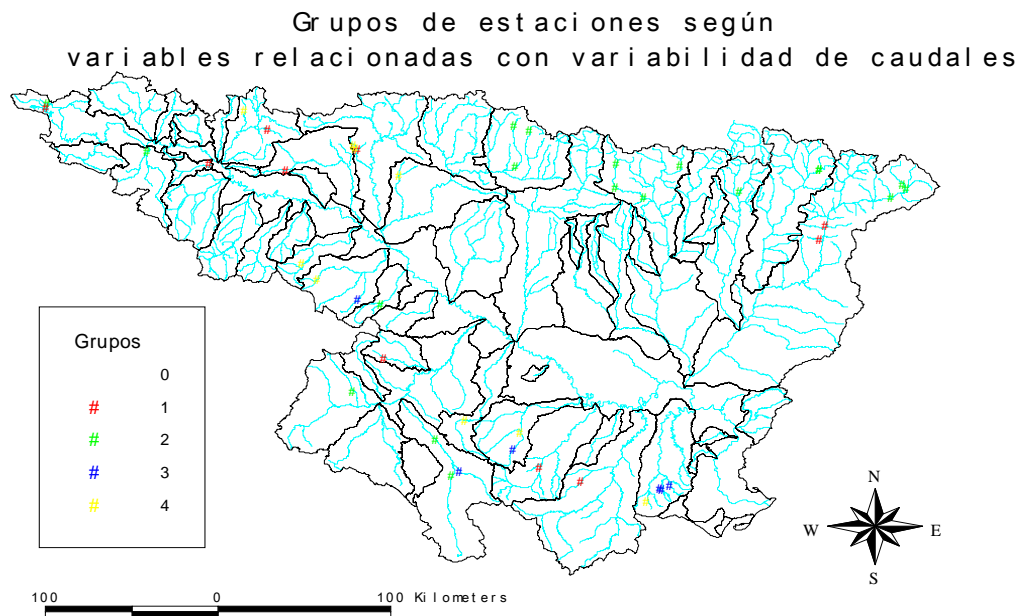 Grupos de estaciones según
variables relacionadas con variabilidad de caudales
Grupos
0
# 1
# 2
# 3
# 4
N
W E
S
100 0 100 Kilometers